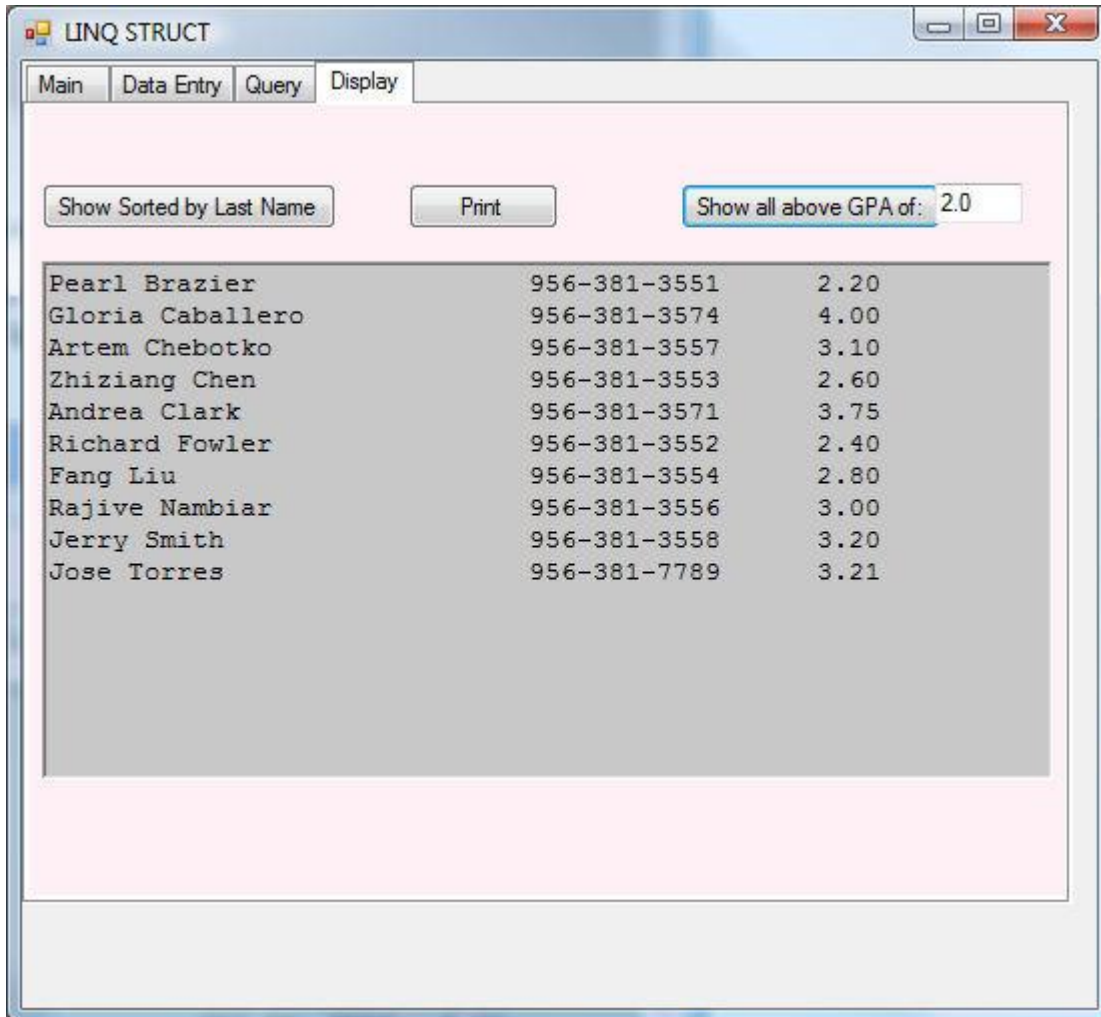 LINQ STRUCT
Main Data Entry Query Display
Show Sorted by Last Name Print Show all above GPA of: 2.0
Pearl Brazier 956-381-3551 2.20
Gloria Caballero 956-381-3574 4.00
Artem Chebotko 956-381-3557 3.10
Zhiziang Chen 956-381-3553 2.60
Andrea Clark 956-381-3571 3.75
Richard Fowler 956-381-3552 2.40
Fang Liu 956-381-3554 2.80
Rajive Nambiar 956-381-3556 3.00
Jerry Smith 956-381-3558 3.20
Jose Torres 956-381-7789 3.21